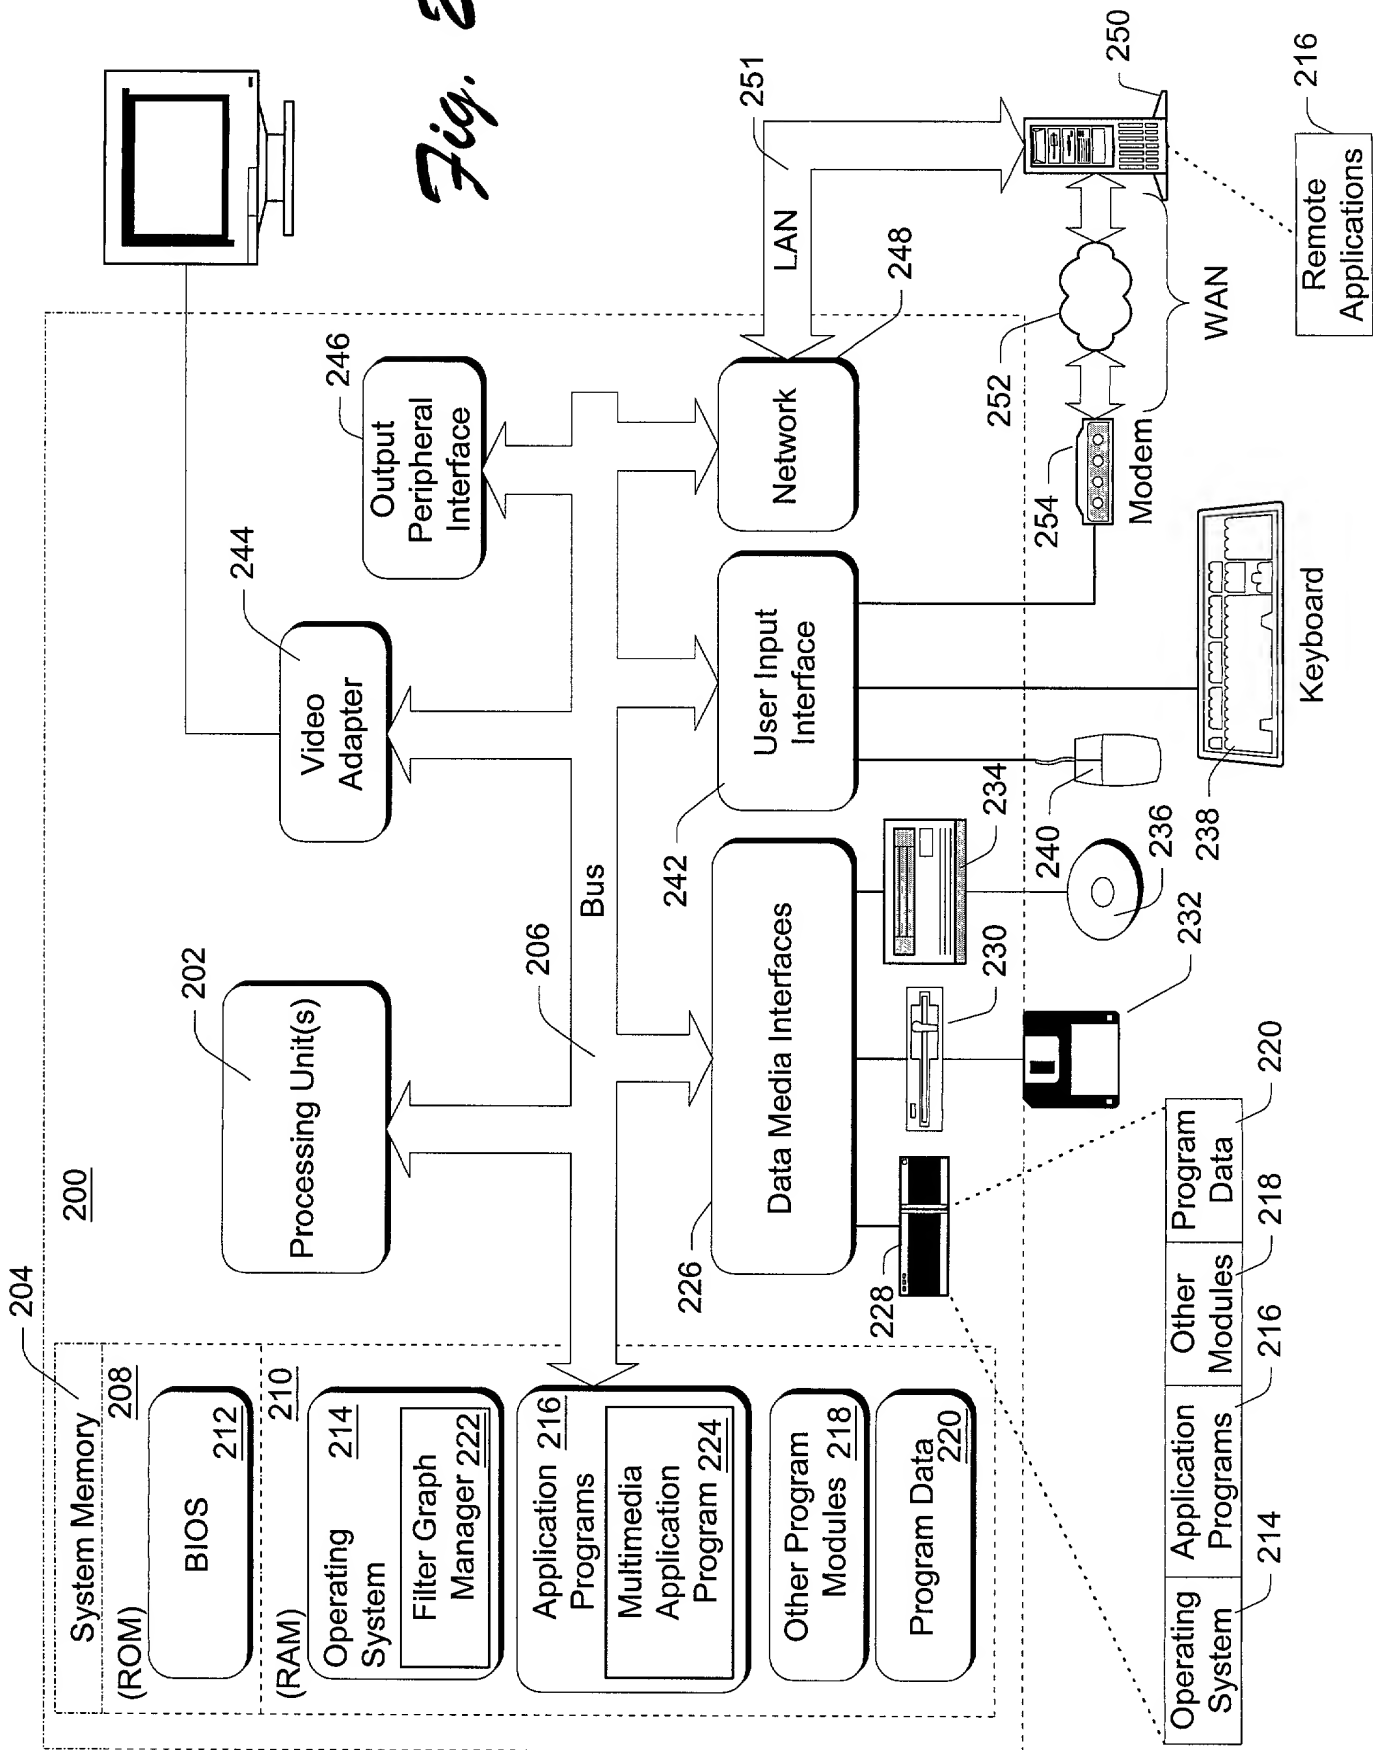 204
200
System Memory
(ROM)
208
BIOS
212
(RAM)
210
Operating
System
214
Filter Graph
Manager 222
Application
Programs
216
Multimedia
Application
Program 224
Other Program
Modules 218
Program Data
220
202
Processing Unit(s)
206
Bus
244
Video
Adapter
246
Output
Peripheral
Interface
226
Data Media Interfaces
242
User Input
Interface
Network
248
LAN
251
Fig. 2
228
230
234
232
236
240
238
Keyboard
254
Modem
252
WAN
250
216
Remote
Applications
Operating
System
214
Application
Programs
216
Other
Modules
218
Program
Data
220